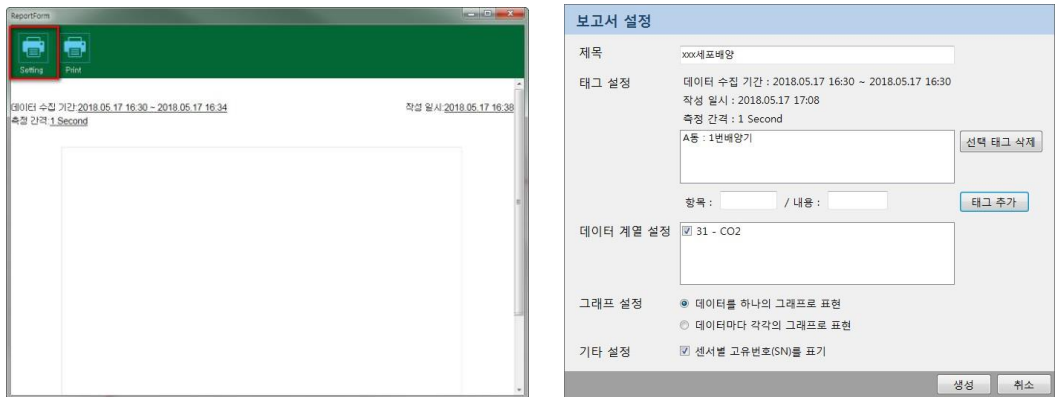 ReportForm
Setting
Print
데이터 수집 기간:2018.05.17 16:30 ~ 2018.05.17 16:34
작성 일시:2018.05.17 16:38
측정 간격:1 Second
보고서 설정
제목
xxx세포배양
태그 설정
데이터 수집 기간 : 2018.05.17 16:30 ~ 2018.05.17 16:30
작성 일시 : 2018.05.17 17:08
측정 간격 : 1 Second
A동 : 1번배양기
선택 태그 삭제
항목 :
/ 내용 :
태그 추가
데이터 계열 설정
31 - CO2
그래프 설정
데이터를 하나의 그래프로 표현
데이터마다 각각의 그래프로 표현
기타 설정
센서별 고유번호(SN)를 표기
생성
취소